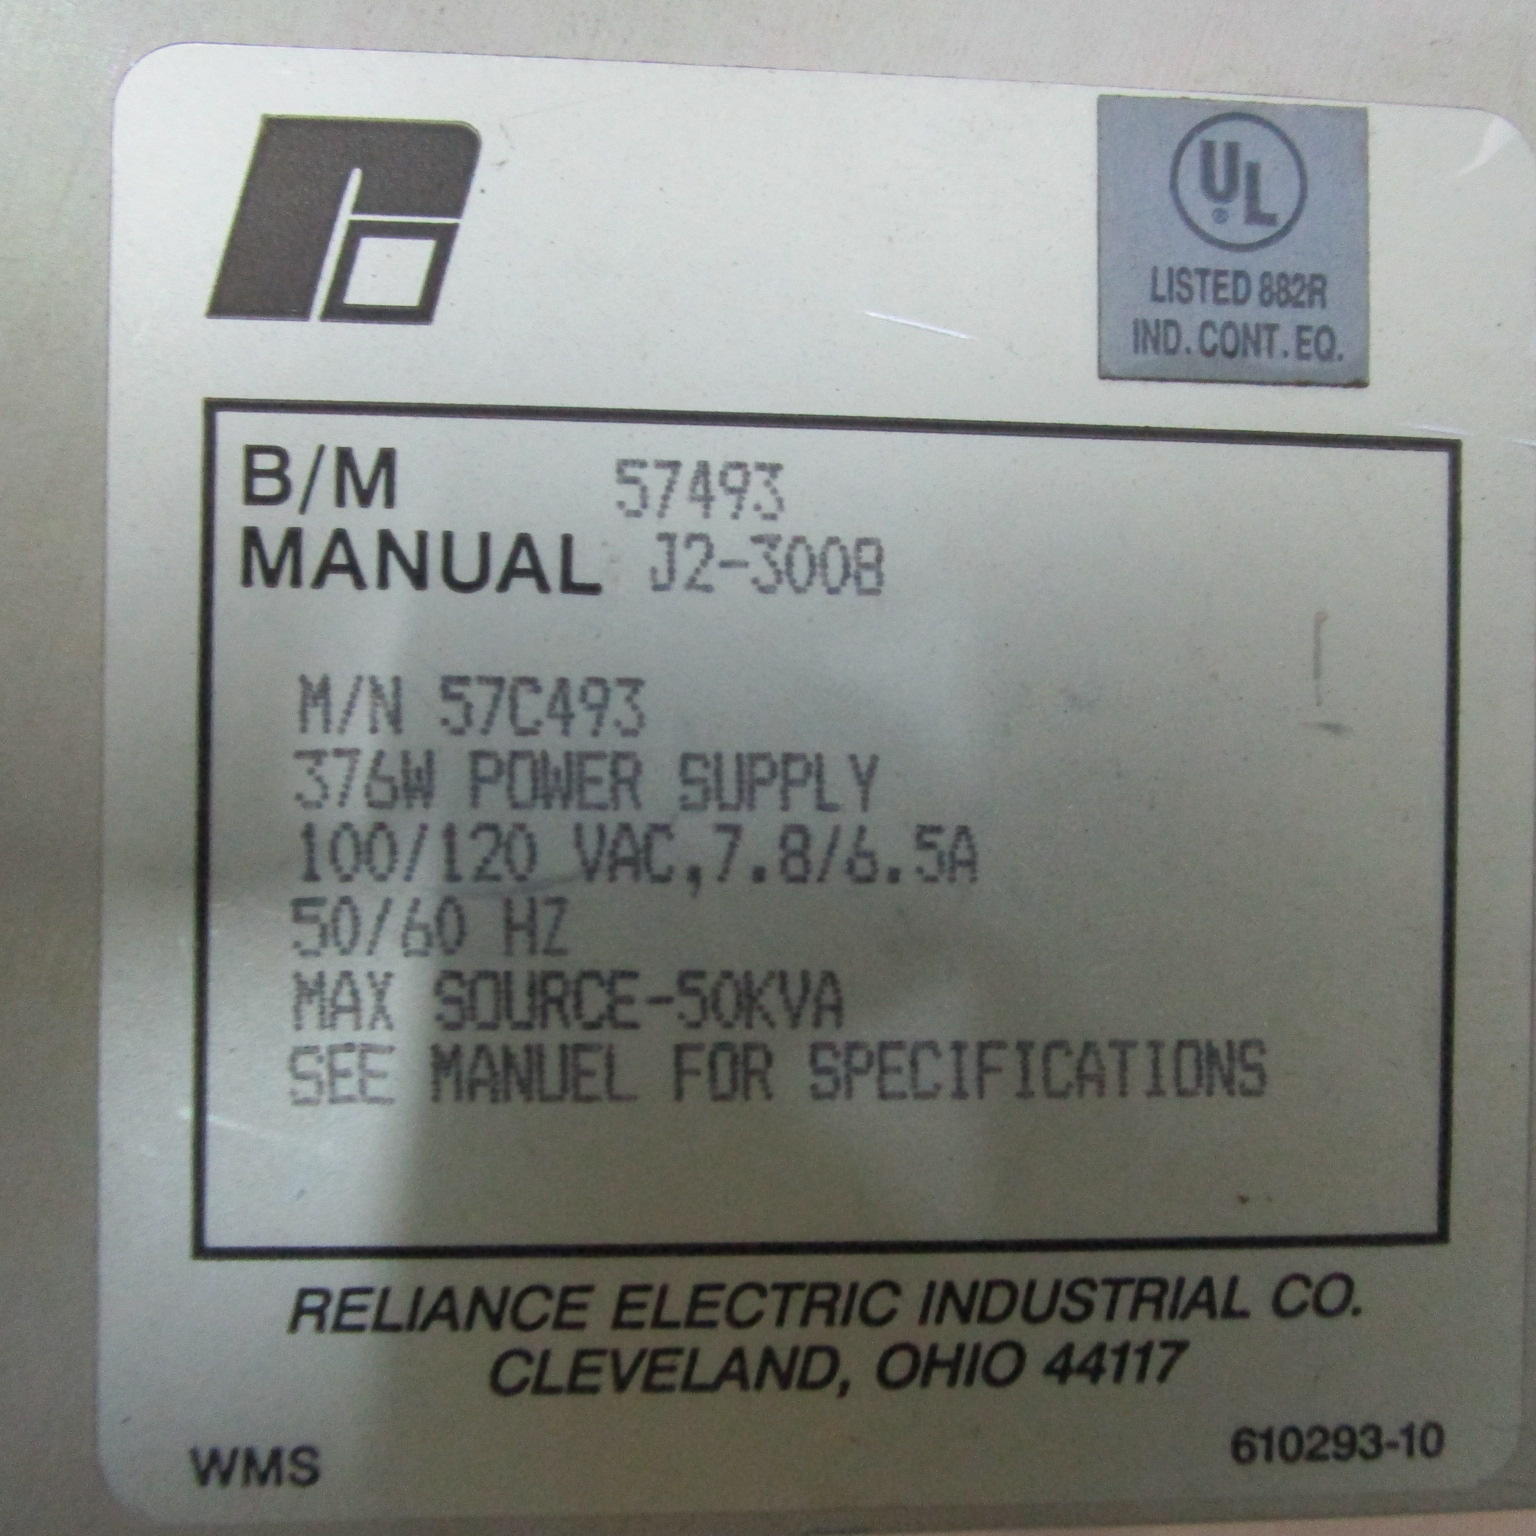 UL ®
LISTED 882R
IND. CONT. EQ.
B/M 57493
MANUAL J2-3008
M/N 57C493
376W POWER SUPPLY
100/120 VAC,7.8/6.5A
50/60 HZ
MAX SOURCE-50KVA
SEE MANUEL FOR SPECIFICATIONS
RELIANCE ELECTRIC INDUSTRIAL CO.
CLEVELAND, OHIO 44117
WMS 610293-10